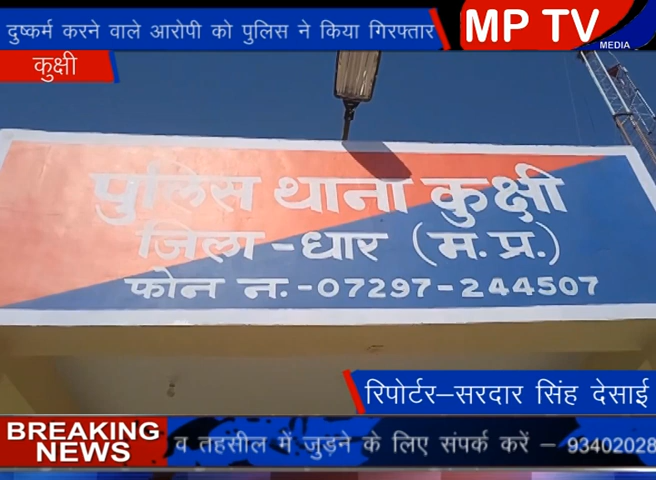 दुष्कर्म करने वाले आरोपी को पुलिस ने किया गिरफ्तार
MP TV
MEDIA
कुक्षी
पुलिस थाना कुक्षी
जिला -धार (म.प्र.)
फोन न.-07297-244507
रिपोर्टर–सरदार सिंह देसाई
BREAKING
NEWS
व तहसील में जुड़ने के लिए संपर्क करें – 93402028